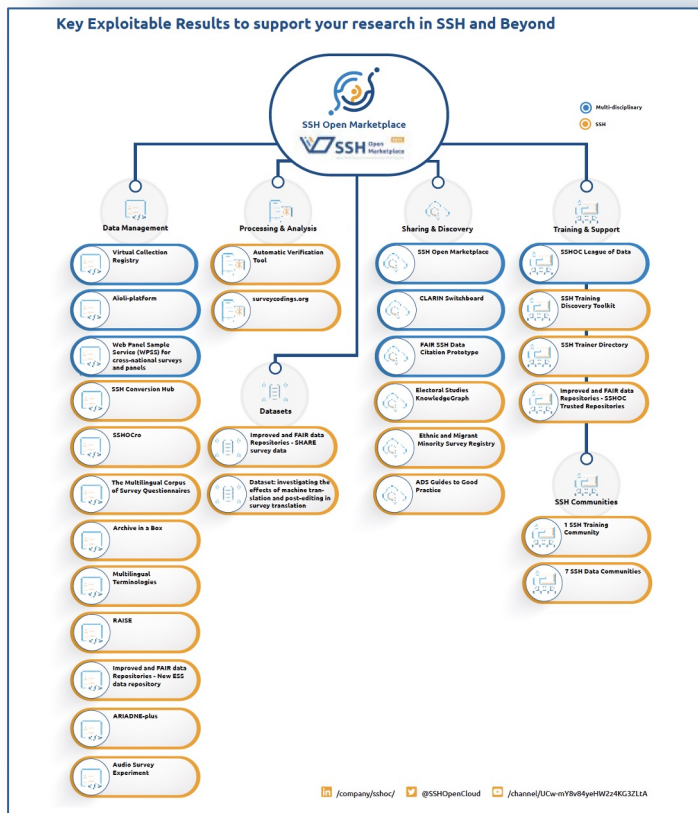 Key Exploitable Results to support your research in SSH and Beyond
SSH Open Marketplace
SSH Open
Marketplace
Multi-disciplinary
SSH
Data Management
Virtual Collection
Registry
Aioli-platform
Web Panel Sample
Service (WPSS) for
cross-national surveys
and panels
SSH Conversion Hub
SSHOCro
The Multilingual Corpus
of Survey Questionnaires
Archive in a Box
Multilingual
Terminologies
RAISE
Improved and FAIR data
Repositories - New ESS
data repository
ARIADNE-plus
Audio Survey
Experiment
Processing & Analysis
Automatic Verification
Tool
surveycodings.org
Datasets
Improved and FAIR data
Repositories - SHARE
survey data
Dataset: investigating the
effects of machine tran-
slation and post-editing in
survey translation
Sharing & Discovery
SSH Open Marketplace
CLARIN Switchboard
FAIR SSH Data
Citation Prototype
Electoral Studies
KnowledgeGraph
Ethnic and Migrant
Minority Survey Registry
ADS Guides to Good
Practice
Training & Support
SSHOC League of Data
SSH Training
Discovery Toolkit
SSH Trainer Directory
Improved and FAIR data
Repositories - SSHOC
Trusted Repositories
SSH Communities
1 SSH Training
Community
7 SSH Data Communities
/company/sshoc/
@SSHOpenCloud
/channel/UCw-mY8v84yeHW2z4KG3ZLtA